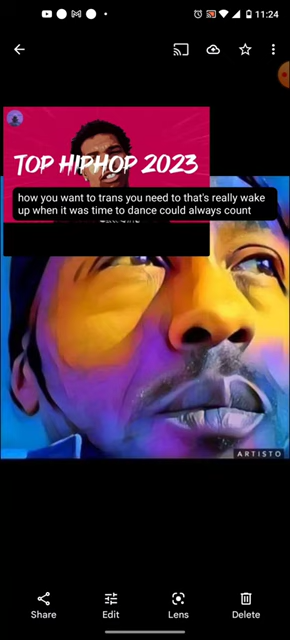 11:24
TOP HIPHOP 2023
how you want to trans you need to that's really wake
up when it was time to dance could always count
ARTISTO
Share Edit Lens Delete